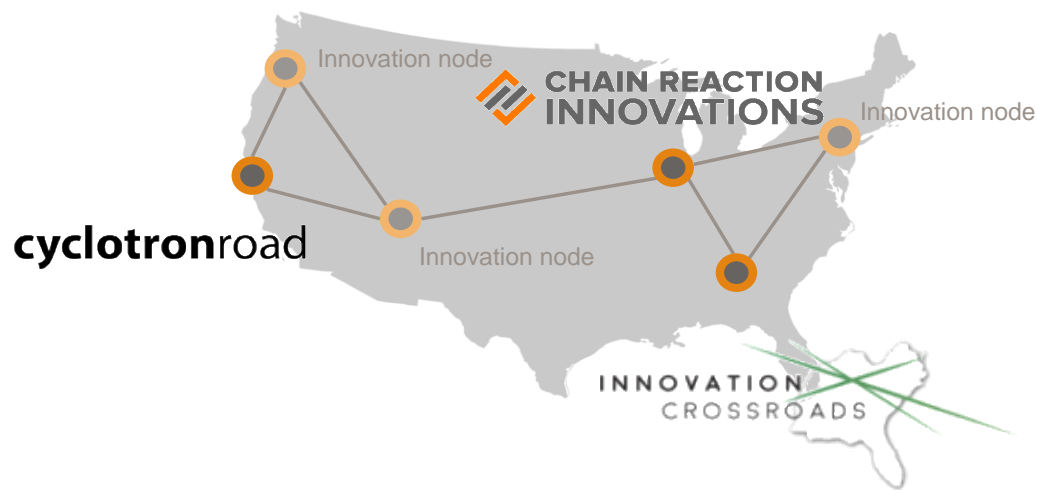 Innovation node
CHAIN REACTION
INNOVATIONS
Innovation node
cyclotronroad
Innovation node
INNOVATION
CROSSROADS